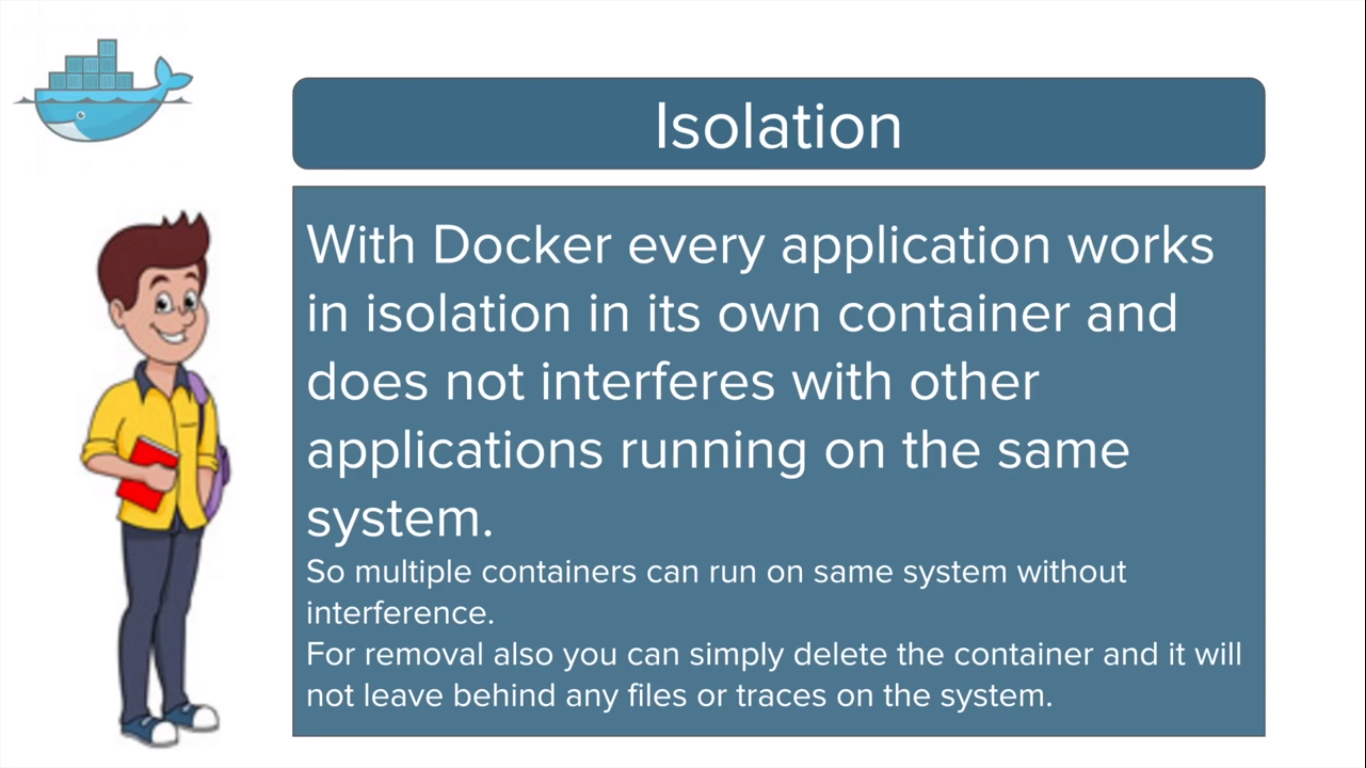 Isolation
With Docker every application works
in isolation in its own container and
does not interferes with other
applications running on the same
system.
So multiple containers can run on same system without
interference.
For removal also you can simply delete the container and it will
not leave behind any files or traces on the system.